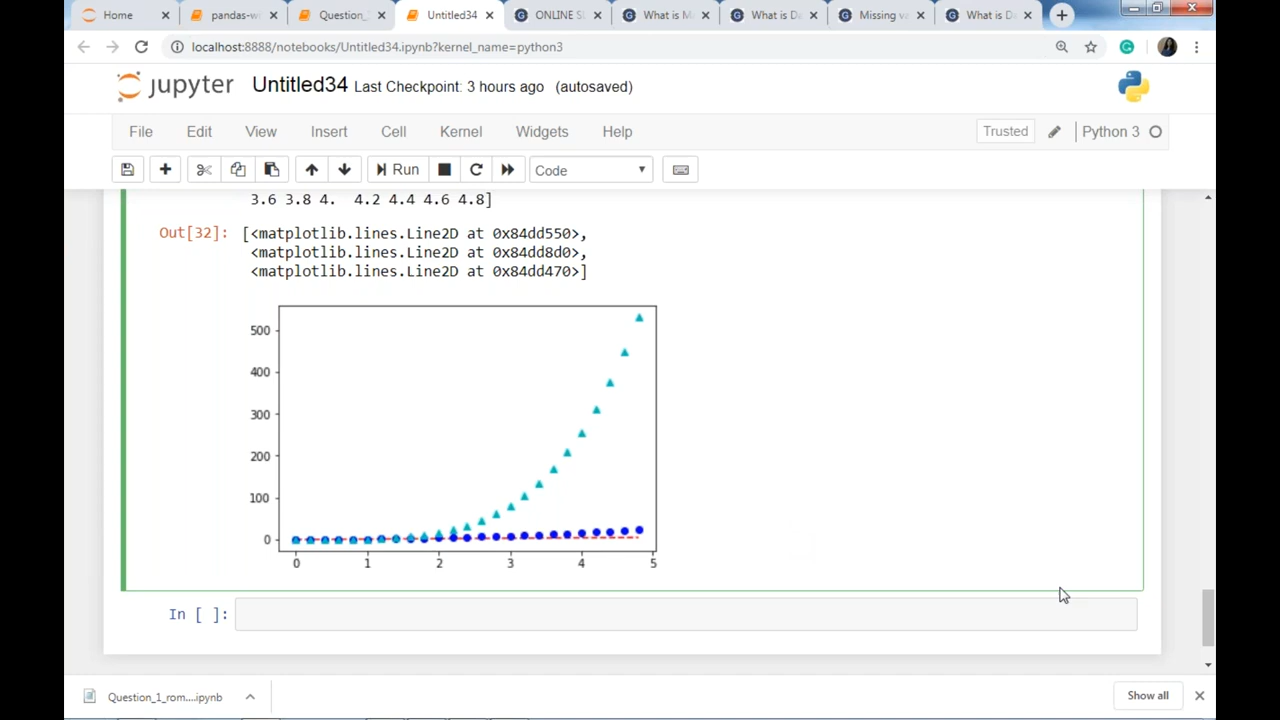 Home × pandas-w × Question_ × Untitled34 × ONLINE S × What is M × What is D × Missing v × What is D ×
localhost:8888/notebooks/Untitled34.ipynb?kernel_name=python3
jupyter Untitled34 Last Checkpoint: 3 hours ago (autosaved)
File Edit View Insert Cell Kernel Widgets Help Trusted Python 3
Run Code
3.6 3.8 4. 4.2 4.4 4.6 4.8]
Out[32]: [<matplotlib.lines.Line2D at 0x84dd550>,
<matplotlib.lines.Line2D at 0x84dd8d0>,
<matplotlib.lines.Line2D at 0x84dd470>]
500
400
300
200
100
0
0 1 2 3 4 5
In [ ]:
Question_1_rom....ipynb Show all